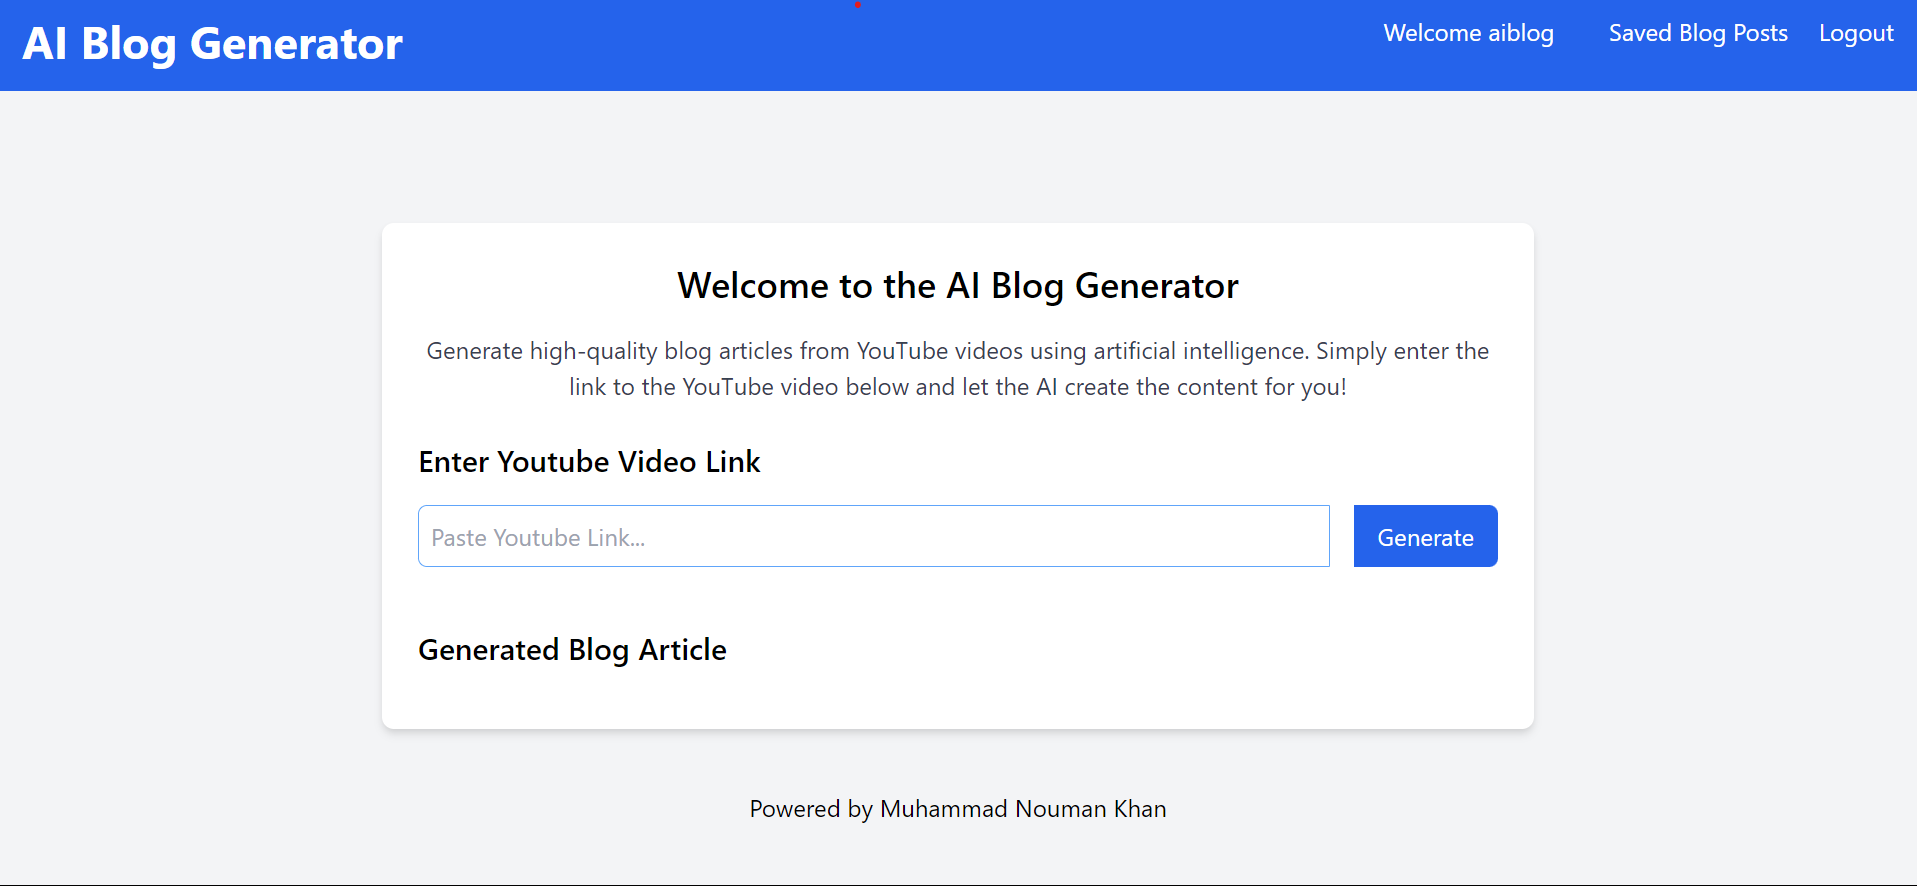 AI Blog Generator
Welcome aiblog
Saved Blog Posts
Logout
Welcome to the AI Blog Generator
Generate high-quality blog articles from YouTube videos using artificial intelligence. Simply enter the
link to the YouTube video below and let the AI create the content for you!
Enter Youtube Video Link
Paste Youtube Link...
Generate
Generated Blog Article
Powered by Muhammad Nouman Khan